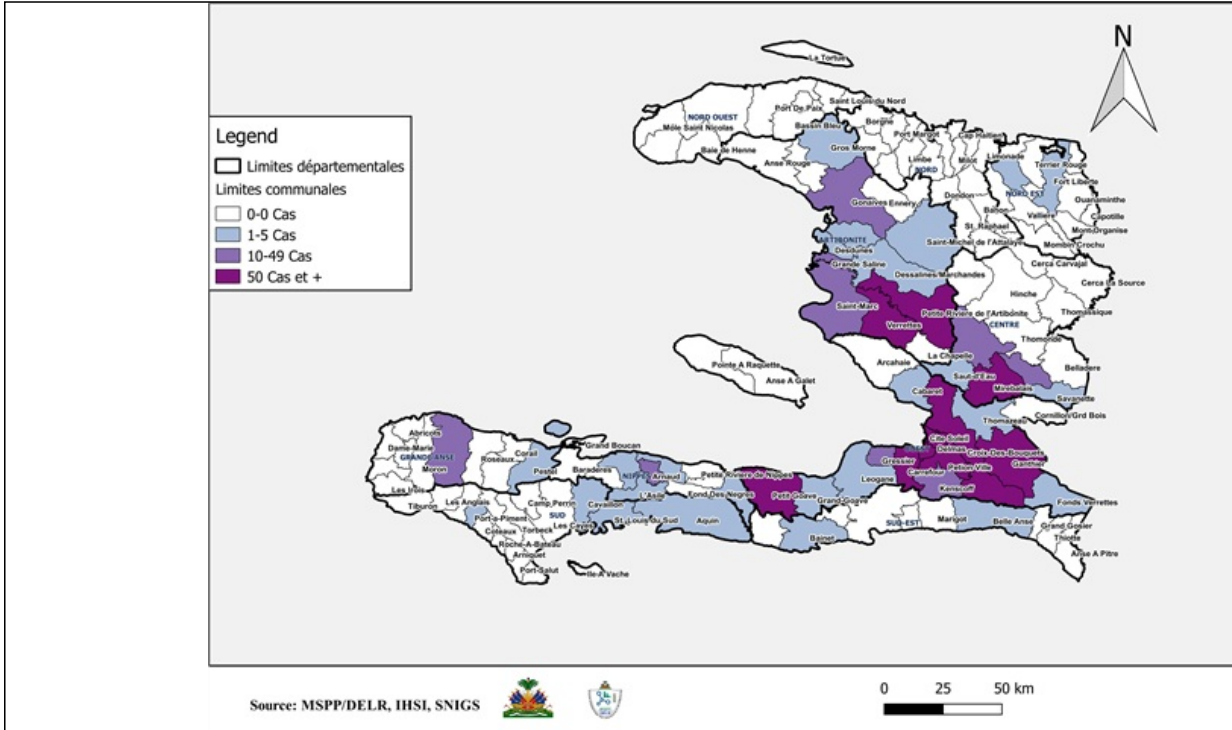 N
Legend
Limites départementales
Limites communales
0-0 Cas
1-5 Cas
10-49 Cas
50 Cas et +
La Tortue
Saint Louis du Nord
Port De Paix
NORD OUEST
Môle Saint Nicolas
Bassin Bleu
Borgne
Port Margot
Cap Haitien
Baie de Henne
Gros Morne
Anse Rouge
Limbe
Milot
Limonade
Terrier Rouge
NORD
Fort Liberte
NORD EST
Ouanaminthe
Gonaives
Ennery
Dondon
Bahon
Valliere
Capotille
St. Raphael
Mont-Organise
ARTIBONITE
Saint-Michel de l'Attalaye
Mombin Crochu
Desdunes
Grande Saline
Cerca Carvajal
Dessalines/Marchandes
Cerca La Source
Hinche
Saint-Marc
Petite Rivière de l'Artibonite
Thomassique
Verrettes
CENTRE
Thomonde
La Chapelle
Arcahaie
Belladere
Pointe A Raquette
Saut-d'Eau
Anse A Galet
Mirebalais
Cabaret
Savanette
Cornillon/Grd Bois
Thomazeau
Abricots
Cite Soleil
Grand Boucan
Dame-Marie
Corail
Delmas
Croix-Des-Bouquets
GRANDE ANSE
Roseaux
Gressier
Ganthier
Moron
Pestel
Baradères
NIPPES
Arnaud
Petite Riviere de Nippes
Carrefour
Petion Ville
Leogane
Les Irois
Kenscoff
L'Asile
Fond Des Negres
Petit Goave
Grand Goave
Tiburon
Les Anglais
Camp Perrin
Cavaillon
Fonds Verrettes
Port-a-Piment
SUD
St. Louis du Sud
Aquin
SUD-EST
Marigot
Belle Anse
Coteaux
Torbeck
Les Cayes
Grand Gosier
Roche-A-Bateau
Bainet
Thiotte
Arniquet
Anse A Pitre
Port-Salut
Ile A Vache
Source: MSPP/DELR, IHSI, SNIGS
0 25 50 km